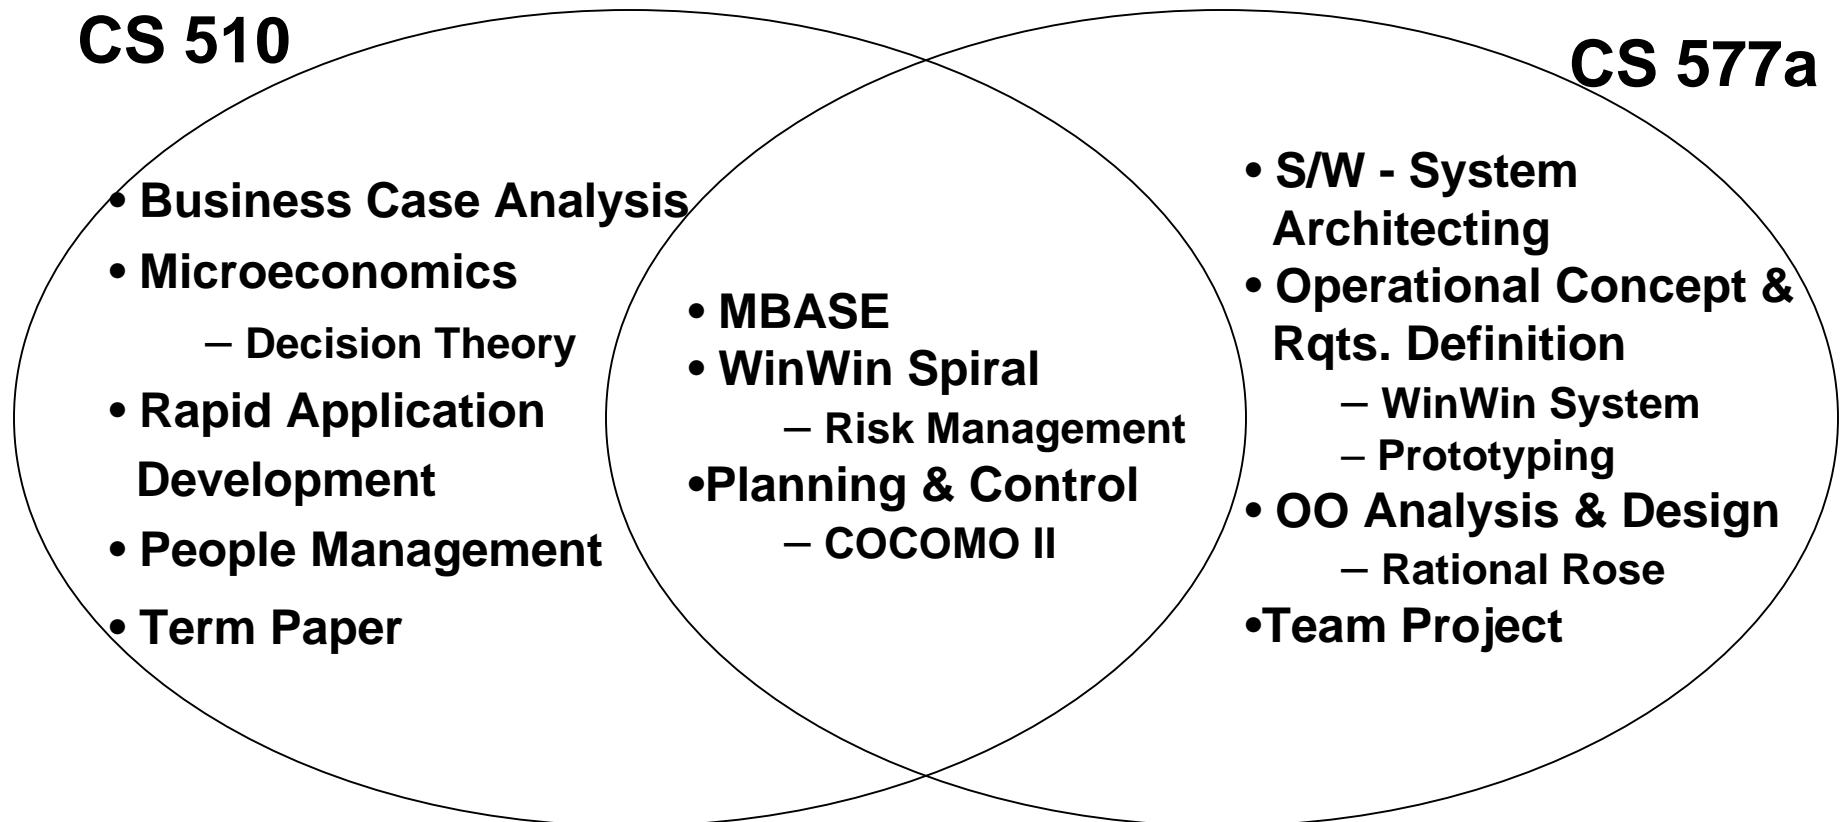 CS 510
CS 577a
• Business Case Analysis
• Microeconomics
– Decision Theory
• Rapid Application
Development
• People Management
• Term Paper
• MBASE
• WinWin Spiral
– Risk Management
•Planning & Control
– COCOMO II
• S/W - System
Architecting
• Operational Concept &
Rqts. Definition
– WinWin System
– Prototyping
• OO Analysis & Design
– Rational Rose
•Team Project